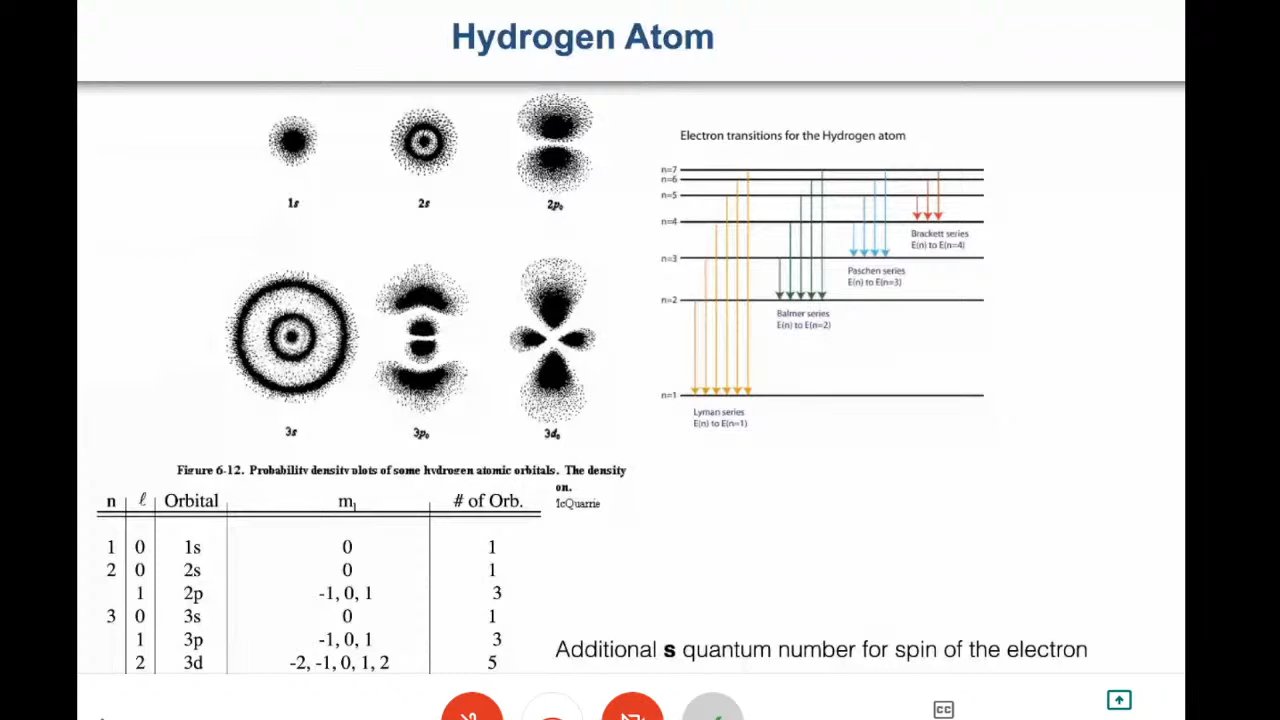 Hydrogen Atom
1s 2s 2p₀
3s 3p₀ 3d₀
Figure 6-12. Probability density plots of some hydrogen atomic orbitals. The density
on.
McQuarrie
Electron transitions for the Hydrogen atom
n=7
n=6
n=5
n=4
Brackett series
E(n) to E(n=4)
n=3
Paschen series
E(n) to E(n=3)
n=2
Balmer series
E(n) to E(n=2)
n=1
Lyman series
E(n) to E(n=1)
n ℓ Orbital mₗ # of Orb.
1 0 1s 0 1
2 0 2s 0 1
1 2p -1, 0, 1 3
3 0 3s 0 1
1 3p -1, 0, 1 3
2 3d -2, -1, 0, 1, 2 5
Additional s quantum number for spin of the electron
CC